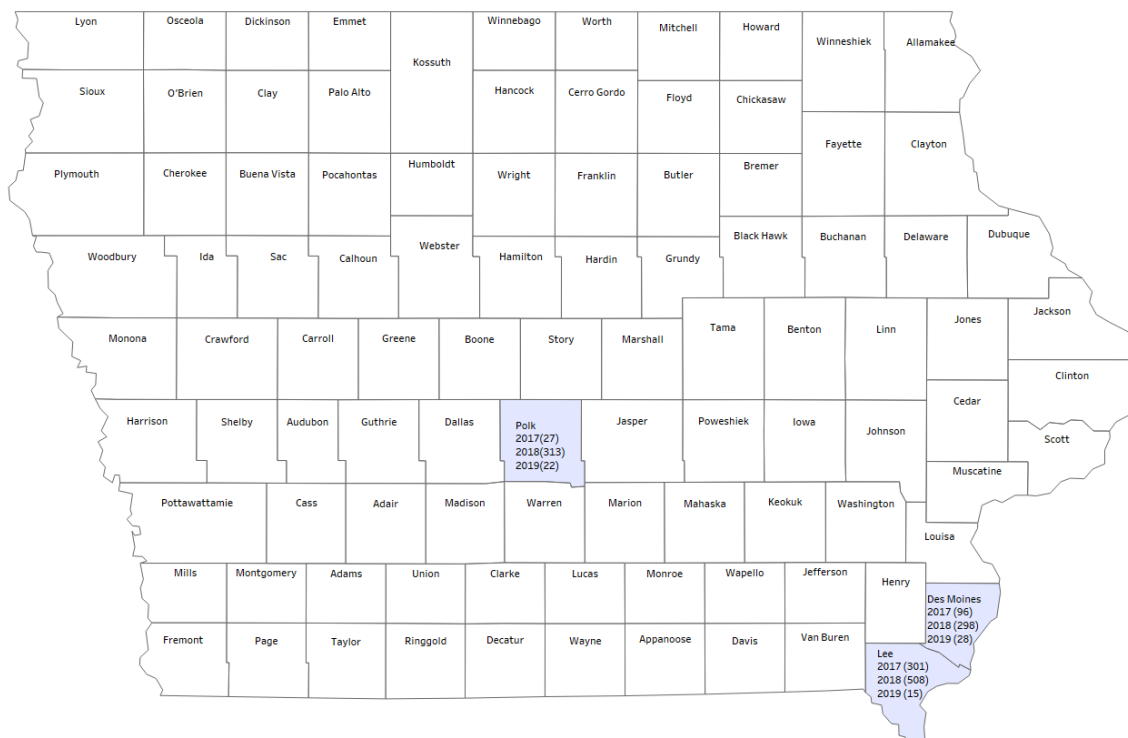 Lyon
Osceola
Dickinson
Emmet
Kossuth
Winnebago
Worth
Mitchell
Howard
Winneshiek
Allamakee
Sioux
O'Brien
Clay
Palo Alto
Hancock
Cerro Gordo
Floyd
Chickasaw
Fayette
Clayton
Plymouth
Cherokee
Buena Vista
Pocahontas
Humboldt
Wright
Franklin
Butler
Bremer
Woodbury
Ida
Sac
Calhoun
Webster
Hamilton
Hardin
Grundy
Black Hawk
Buchanan
Delaware
Dubuque
Monona
Crawford
Carroll
Greene
Boone
Story
Marshall
Tama
Benton
Linn
Jones
Jackson
Clinton
Harrison
Shelby
Audubon
Guthrie
Dallas
Polk
2017(27)
2018(313)
2019(22)
Jasper
Poweshiek
Iowa
Johnson
Cedar
Scott
Muscatine
Pottawattamie
Cass
Adair
Madison
Warren
Marion
Mahaska
Keokuk
Washington
Louisa
Mills
Montgomery
Adams
Union
Clarke
Lucas
Monroe
Wapello
Jefferson
Henry
Des Moines
2017 (96)
2018 (298)
2019 (28)
Fremont
Page
Taylor
Ringgold
Decatur
Wayne
Appanoose
Davis
Van Buren
Lee
2017 (301)
2018 (508)
2019 (15)